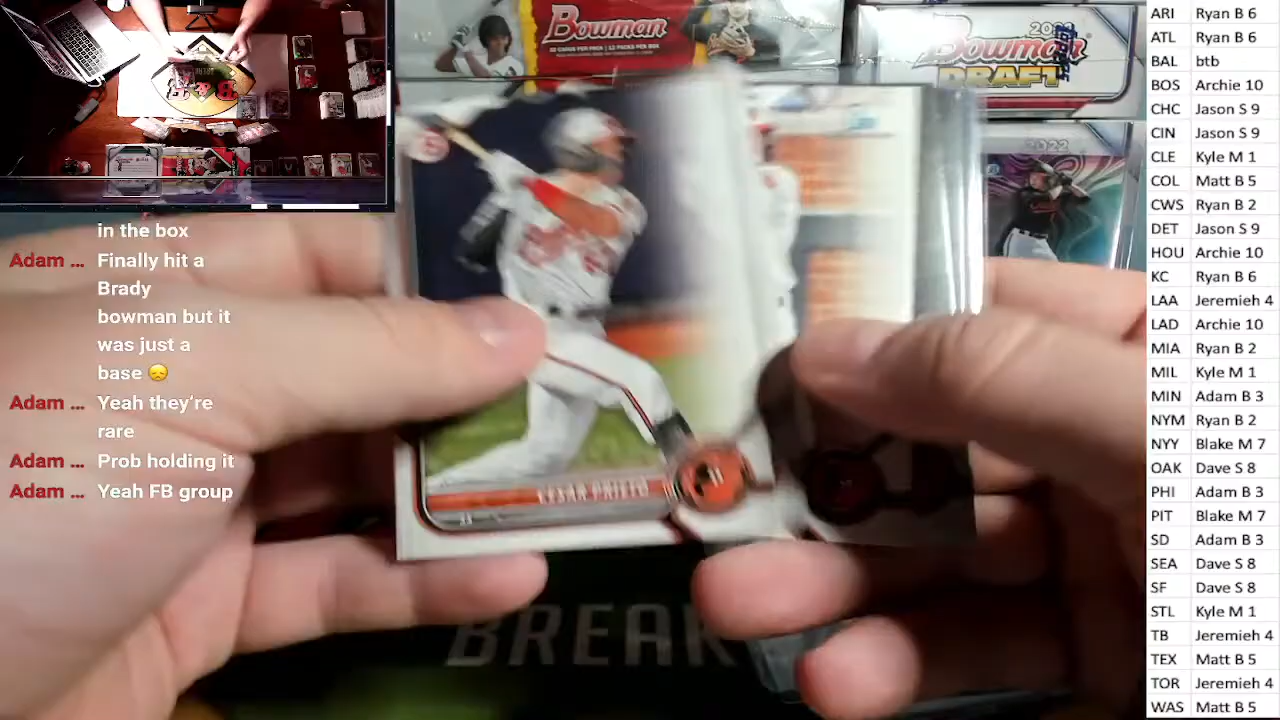 in the box
Adam ... Finally hit a
Brady
bowman but it
was just a
base 😞
Adam ... Yeah they're
rare
Adam ... Prob holding it
Adam ... Yeah FB group
Bowman
Bowman
DRAFT
2022
CESAR PRIETO
BREAK
ARI Ryan B 6
ATL Ryan B 6
BAL btb
BOS Archie 10
CHC Jason S 9
CIN Jason S 9
CLE Kyle M 1
COL Matt B 5
CWS Ryan B 2
DET Jason S 9
HOU Archie 10
KC Ryan B 6
LAA Jeremieh 4
LAD Archie 10
MIA Ryan B 2
MIL Kyle M 1
MIN Adam B 3
NYM Ryan B 2
NYY Blake M 7
OAK Dave S 8
PHI Adam B 3
PIT Blake M 7
SD Adam B 3
SEA Dave S 8
SF Dave S 8
STL Kyle M 1
TB Jeremieh 4
TEX Matt B 5
TOR Jeremieh 4
WAS Matt B 5